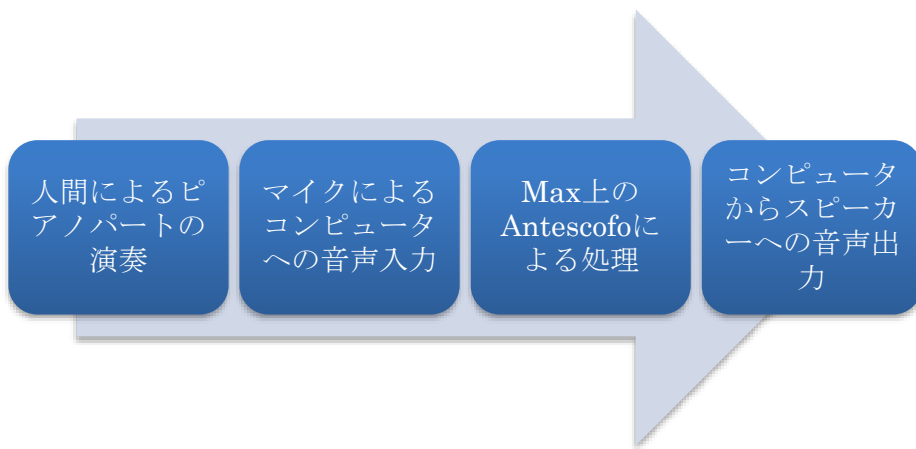 人間によるピ
アノパートの
演奏
マイクによる
コンピュータ
への音声入力
Max上の
Antescofoに
よる処理
コンピュータ
からスピーカ
ーへの音声出
力